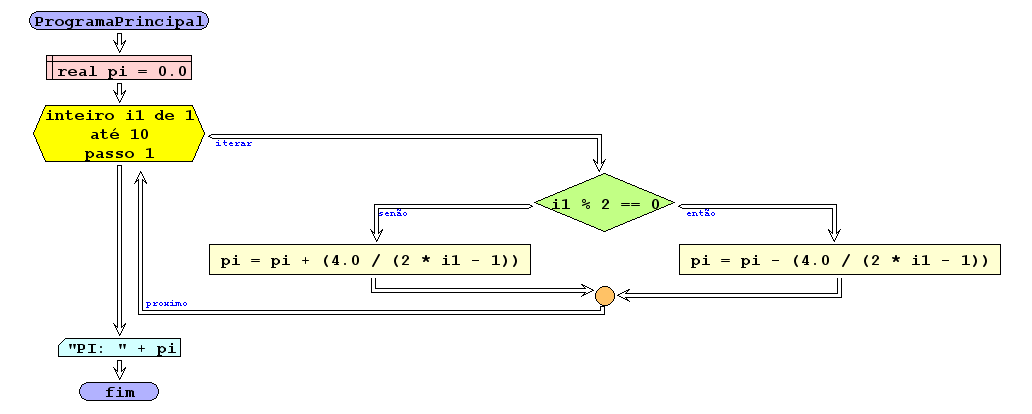 ProgramaPrincipal
real pi = 0.0
inteiro i1 de 1
até 10
passo 1
iterar
i1 % 2 == 0
senão
então
pi = pi + (4.0 / (2 * i1 - 1))
pi = pi - (4.0 / (2 * i1 - 1))
proximo
"PI: " + pi
fim